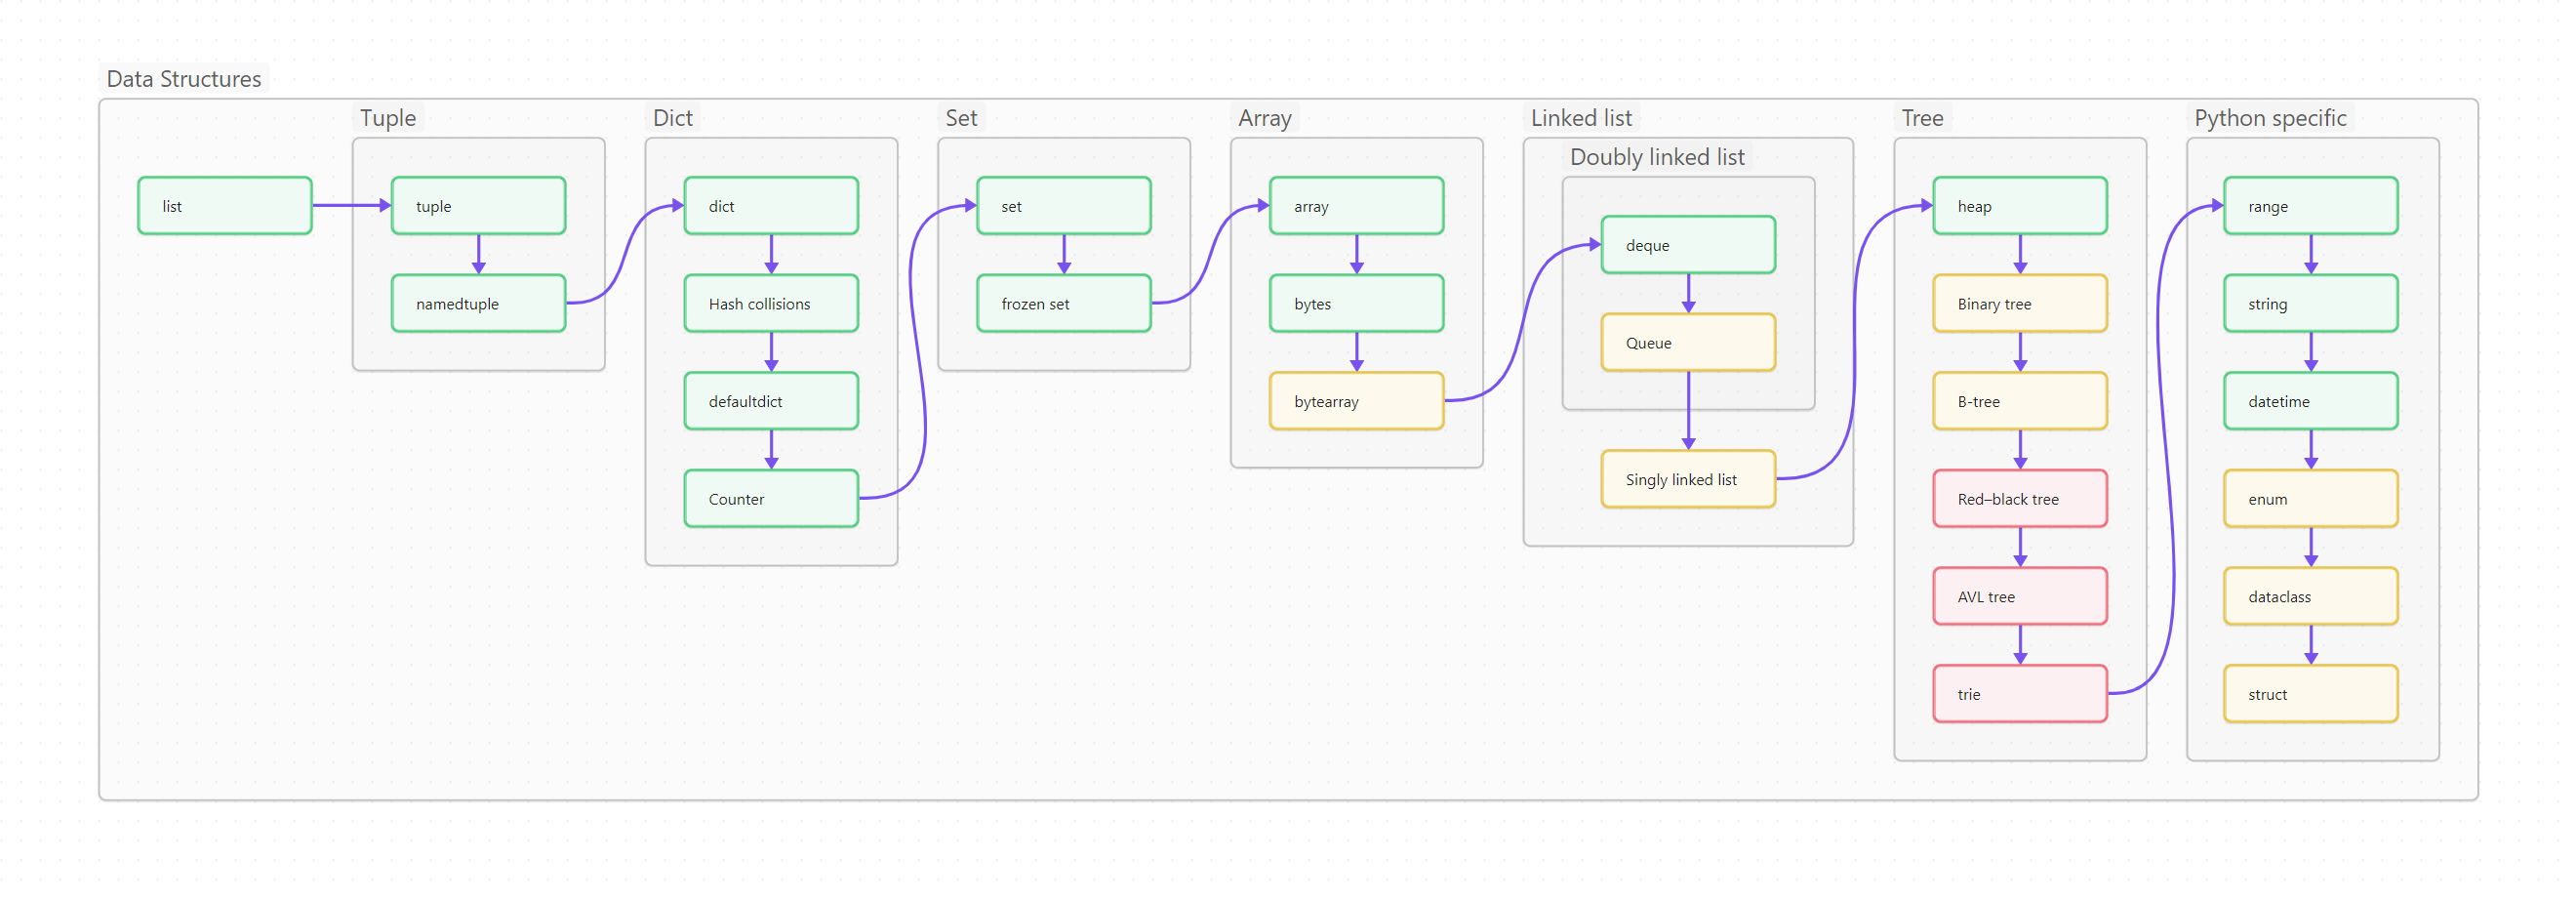 Data Structures
Tuple
Dict
Set
Array
Linked list
Tree
Python specific
Doubly linked list
list
tuple
namedtuple
dict
Hash collisions
defaultdict
Counter
set
frozen set
array
bytes
bytearray
deque
Queue
Singly linked list
heap
Binary tree
B-tree
Red–black tree
AVL tree
trie
range
string
datetime
enum
dataclass
struct